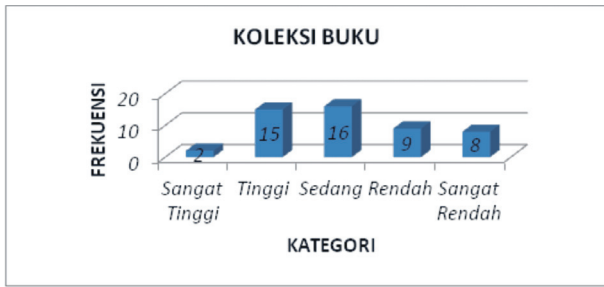 KOLEKSI BUKU
FREKUENSI
20
10
0
2
15
16
9
8
Sangat Tinggi
Tinggi
Sedang
Rendah
Sangat Rendah
KATEGORI